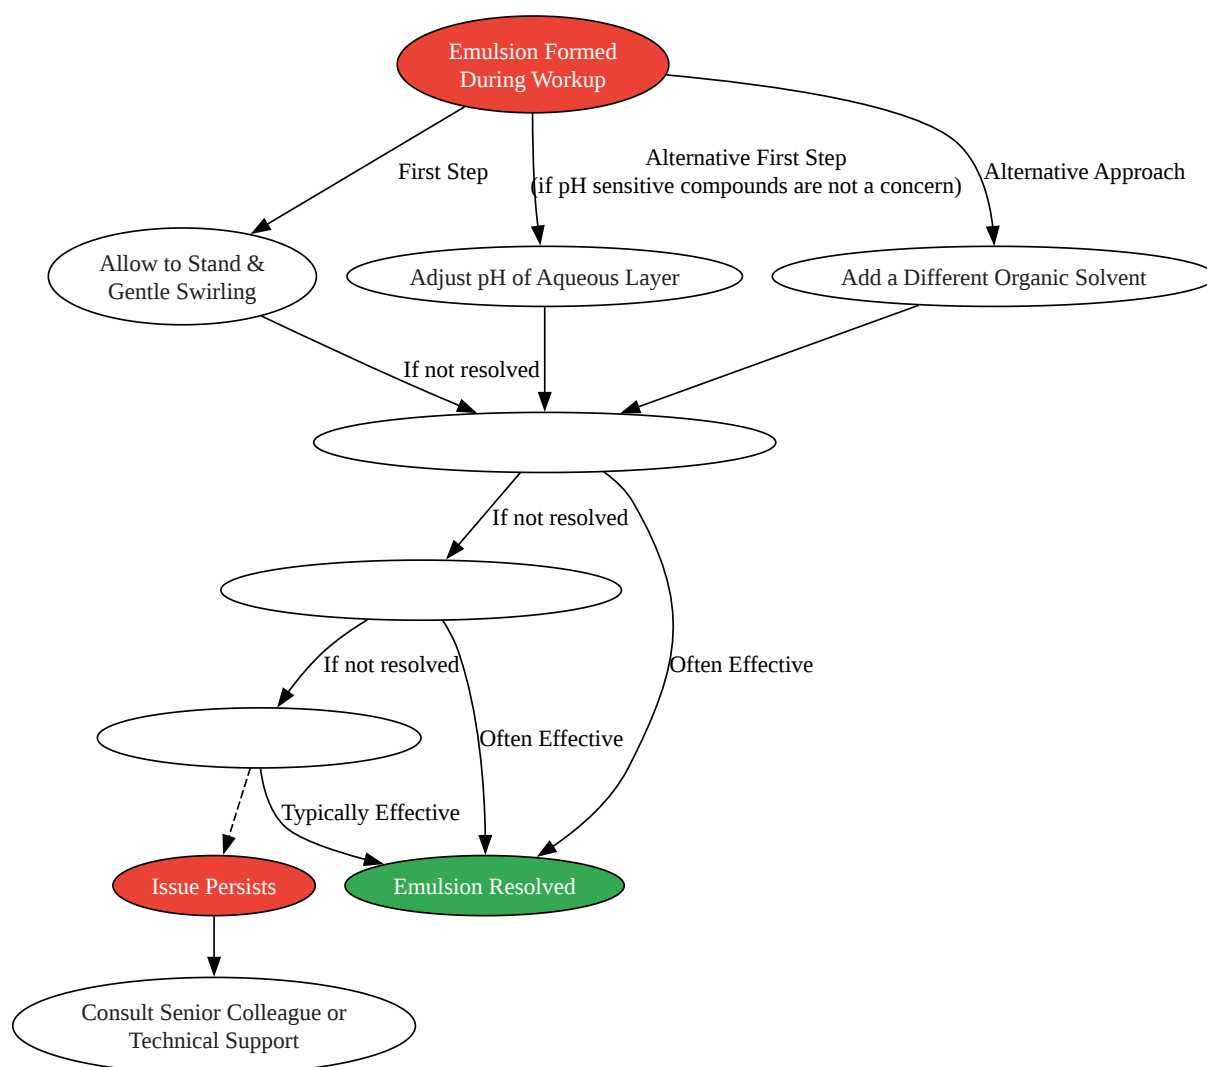 Emulsion Formed
During Workup
First Step
Alternative First Step
(if pH sensitive compounds are not a concern)
Alternative Approach
Allow to Stand &
Gentle Swirling
Adjust pH of Aqueous Layer
Add a Different Organic Solvent
If not resolved
If not resolved
If not resolved
Often Effective
Often Effective
Typically Effective
Issue Persists
Emulsion Resolved
Consult Senior Colleague or
Technical Support